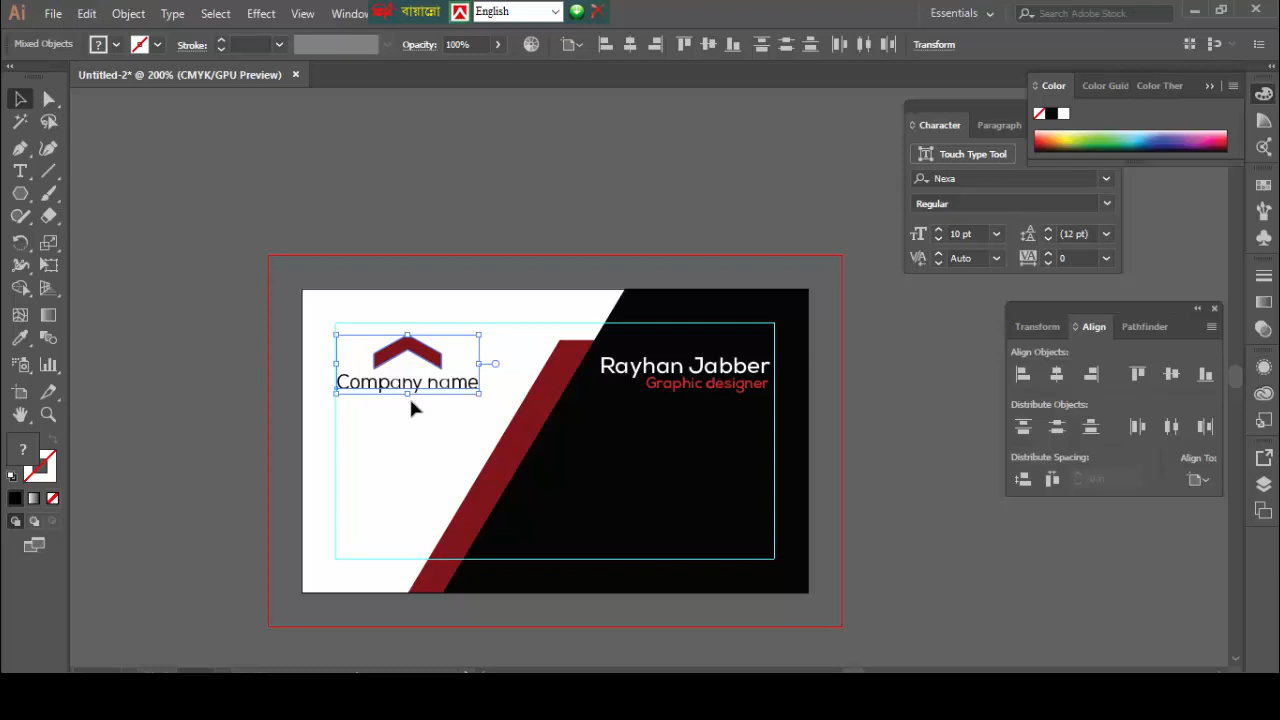 Ai File Edit Object Type Select Effect View Window বায়ান্নো English Essentials Search Adobe Stock
Mixed Objects ? Stroke: Opacity: 100% Transform
Untitled-2* @ 200% (CMYK/GPU Preview) ×
Color Color Guid Color Ther
Character Paragraph
Touch Type Tool
Nexa
Regular
10 pt (12 pt)
Auto 0
Transform Align Pathfinder
Align Objects:
Distribute Objects:
Distribute Spacing: Align To:
Company name
Rayhan Jabber
Graphic designer
?